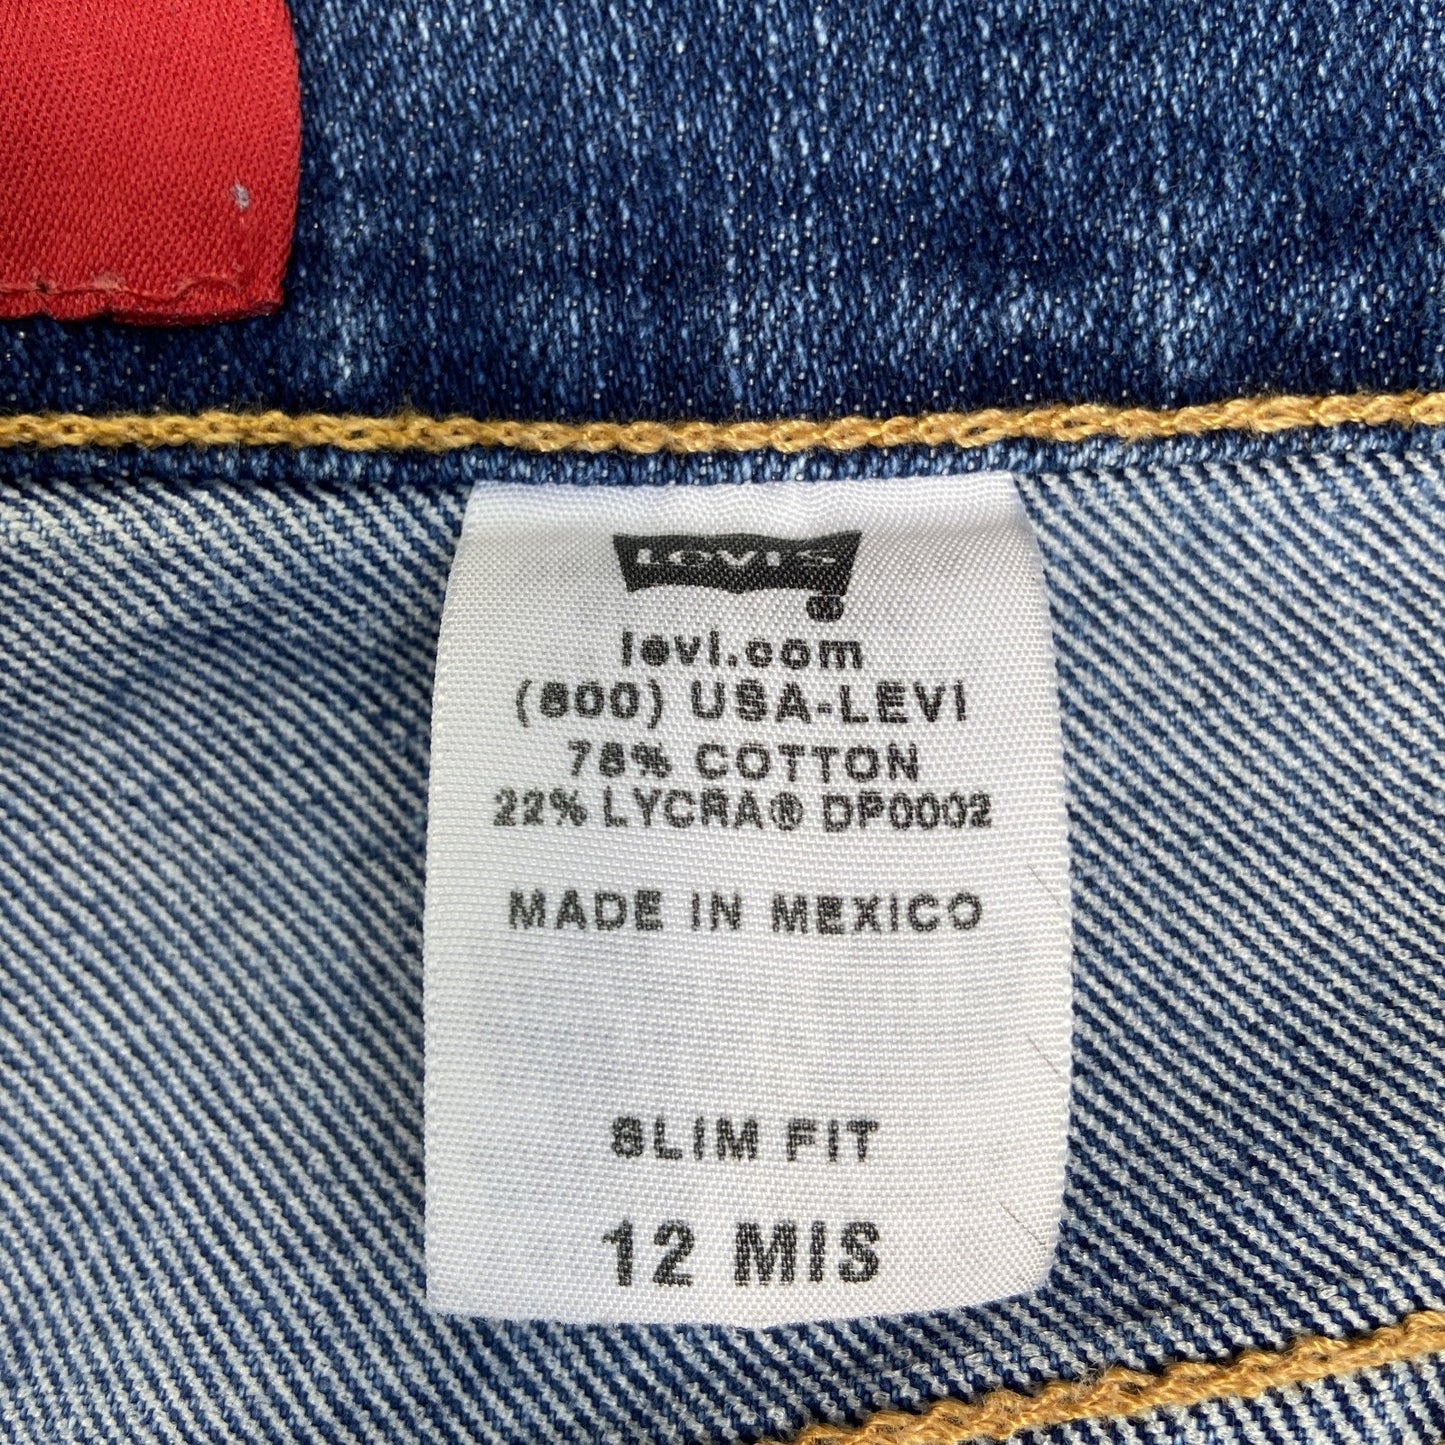 Levi's
®
levi.com
(800) USA-LEVI
78% COTTON
22% LYCRA® DP0002
MADE IN MEXICO
SLIM FIT
12 MIS